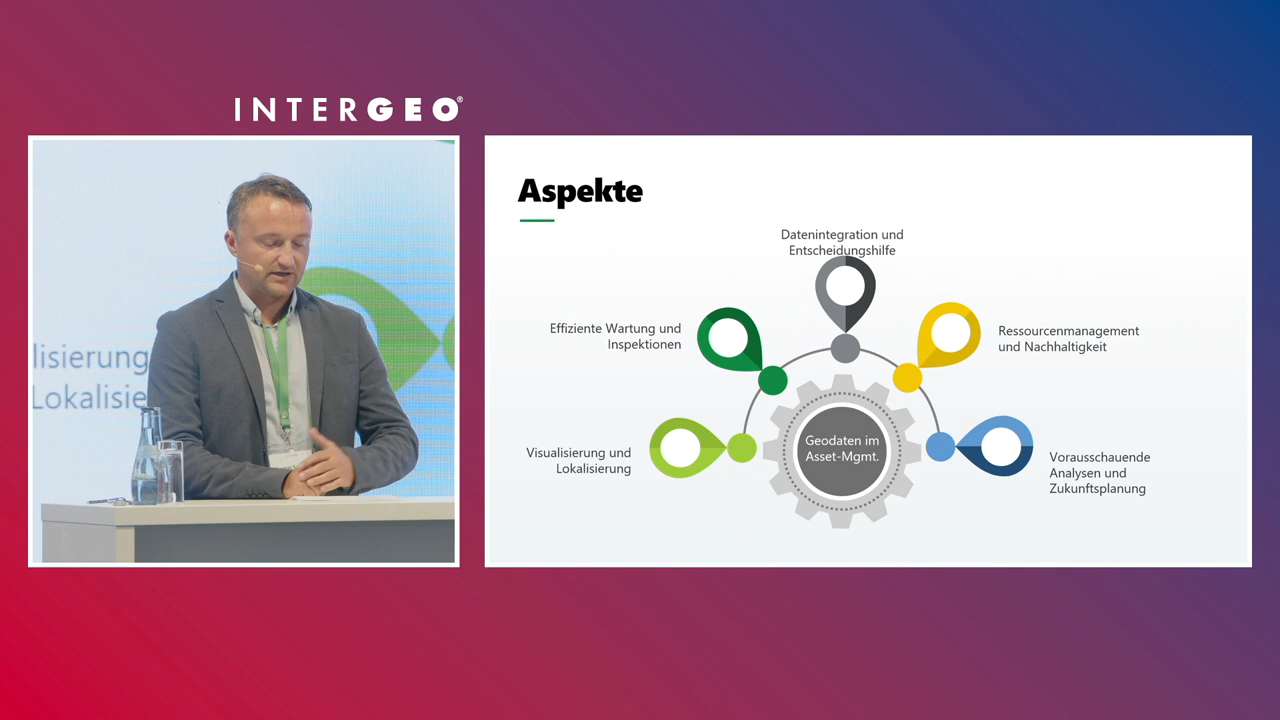 INTERGEO®
lisierung
Lokalisie
Aspekte
Datenintegration und
Entscheidungshilfe
Effiziente Wartung und
Inspektionen
Ressourcenmanagement
und Nachhaltigkeit
Visualisierung und
Lokalisierung
Geodaten im
Asset-Mgmt.
Vorausschauende
Analysen und
Zukunftsplanung